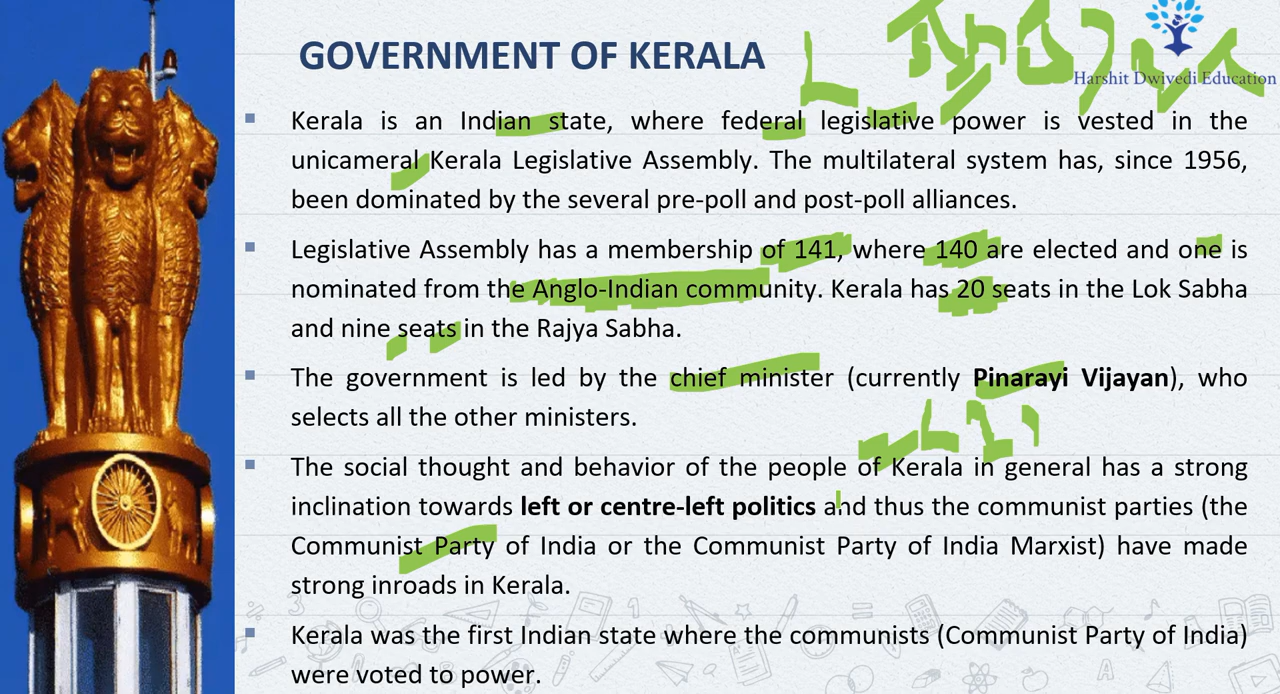 GOVERNMENT OF KERALA
Harshit Dwivedi Education
▪ Kerala is an Indian state, where federal legislative power is vested in the
unicameral Kerala Legislative Assembly. The multilateral system has, since 1956,
been dominated by the several pre-poll and post-poll alliances.
▪ Legislative Assembly has a membership of 141, where 140 are elected and one is
nominated from the Anglo-Indian community. Kerala has 20 seats in the Lok Sabha
and nine seats in the Rajya Sabha.
▪ The government is led by the chief minister (currently Pinarayi Vijayan), who
selects all the other ministers.
▪ The social thought and behavior of the people of Kerala in general has a strong
inclination towards left or centre-left politics and thus the communist parties (the
Communist Party of India or the Communist Party of India Marxist) have made
strong inroads in Kerala.
▪ Kerala was the first Indian state where the communists (Communist Party of India)
were voted to power.